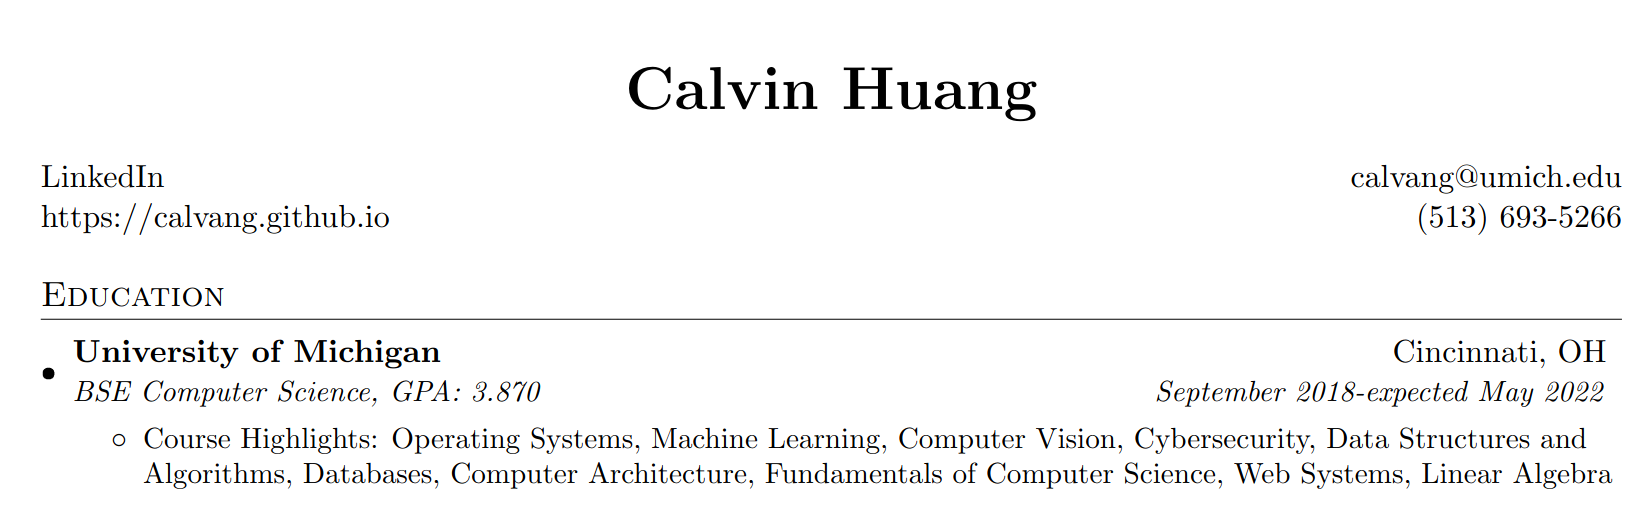 Calvin Huang
LinkedIn calvang@umich.edu
https://calvang.github.io (513) 693-5266
Education
University of Michigan Cincinnati, OH
BSE Computer Science, GPA: 3.870 September 2018-expected May 2022
Course Highlights: Operating Systems, Machine Learning, Computer Vision, Cybersecurity, Data Structures and
Algorithms, Databases, Computer Architecture, Fundamentals of Computer Science, Web Systems, Linear Algebra